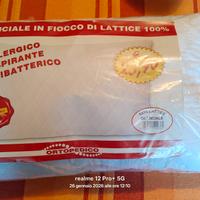 CIALE IN FIOCCO DI LATTICE 100%
LERGICO
PIRANTE
IBATTERICO
ORTOPEDICO
realme 12 Pro+ 5G
26 gennaio 2026 alle ore 12:10